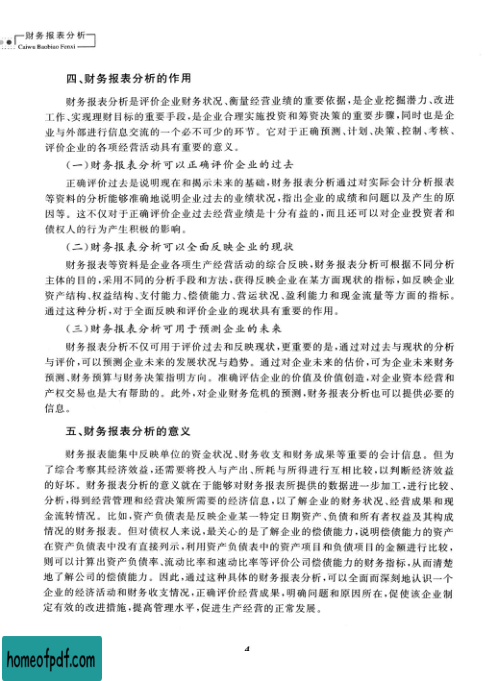 财务报表分析
Caiwu Baobiao Fenxi
四、财务报表分析的作用
财务报表分析是评价企业财务状况、衡量经营业绩的重要依据,是企业挖掘潜力、改进
工作、实现理财目标的重要手段,是企业合理实施投资和筹资决策的重要步骤,同时也是企
业与外部进行信息交流的一个必不可少的环节。它对于正确预测、计划、决策、控制、考核、
评价企业的各项经营活动具有重要的意义。
(一)财务报表分析可以正确评价企业的过去
正确评价过去是说明现在和揭示未来的基础,财务报表分析通过对实际会计分析报表
等资料的分析能够准确地说明企业过去的业绩状况,指出企业的成绩和问题以及产生的原
因等。这不仅对于正确评价企业过去经营业绩是十分有益的,而且还可以对企业投资者和
债权人的行为产生积极的影响。
(二)财务报表分析可以全面反映企业的现状
财务报表等资料是企业各项生产经营活动的综合反映,财务报表分析可根据不同分析
主体的目的,采用不同的分析手段和方法,获得反映企业在某方面现状的指标,如反映企业
资产结构、权益结构、支付能力、偿债能力、营运状况、盈利能力和现金流量等方面的指标。
通过这种分析,对于全面反映和评价企业的现状具有重要的作用。
(三)财务报表分析可用于预测企业的未来
财务报表分析不仅可用于评价过去和反映现状,更重要的是,通过对过去与现状的分析
与评价,可以预测企业未来的发展状况与趋势。通过对企业未来的估价,可为企业未来财务
预测、财务预算与财务决策指明方向。准确评估企业的价值及价值创造,对企业资本经营和
产权交易也是大有帮助的。此外,对企业财务危机的预测,财务报表分析也可以提供必要的
信息。
五、财务报表分析的意义
财务报表能集中反映单位的资金状况、财务收支和财务成果等重要的会计信息。但为
了综合考察其经济效益,还需要将投入与产出、所耗与所得进行互相比较,以判断经济效益
的好坏。财务报表分析的意义就在于能够对财务报表所提供的数据进一步加工,进行比较、
分析,得到经营管理和经营决策所需要的经济信息,以了解企业的财务状况、经营成果和现
金流转情况。比如,资产负债表是反映企业某一特定日期资产、负债和所有者权益及其构成
情况的财务报表。但对债权人来说,最关心的是了解企业的偿债能力,说明偿债能力的资产
在资产负债表中没有直接列示,利用资产负债表中的资产项目和负债项目的金额进行比较,
则可以计算出资产负债率、流动比率和速动比率等评价公司偿债能力的财务指标,从而清楚
地了解公司的偿债能力。因此,通过这种具体的财务报表分析,可以全面而深刻地认识一个
企业的经济活动和财务收支情况,正确评价经营成果,明确问题和原因所在,促使该企业制
定有效的改进措施,提高管理水平,促进生产经营的正常发展。
4
homeofpdf.com